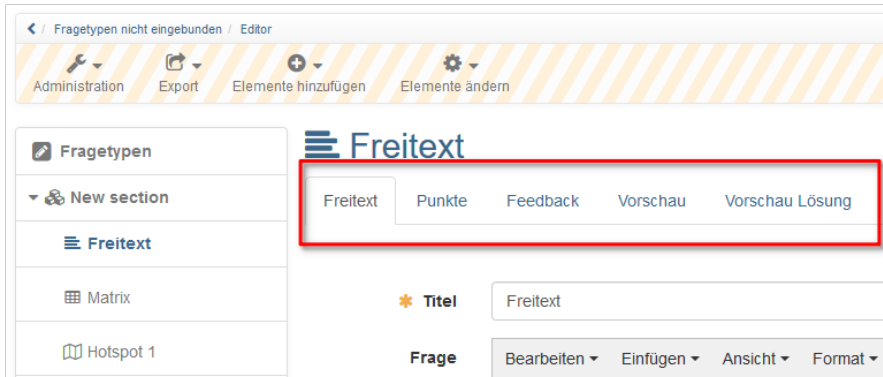 / Fragetypen nicht eingebunden / Editor
Administration Export Elemente hinzufügen Elemente ändern
Fragetypen
New section
Freitext
Matrix
Hotspot 1
Freitext
Freitext Punkte Feedback Vorschau Vorschau Lösung
Titel Freitext
Frage Bearbeiten Einfügen Ansicht Format